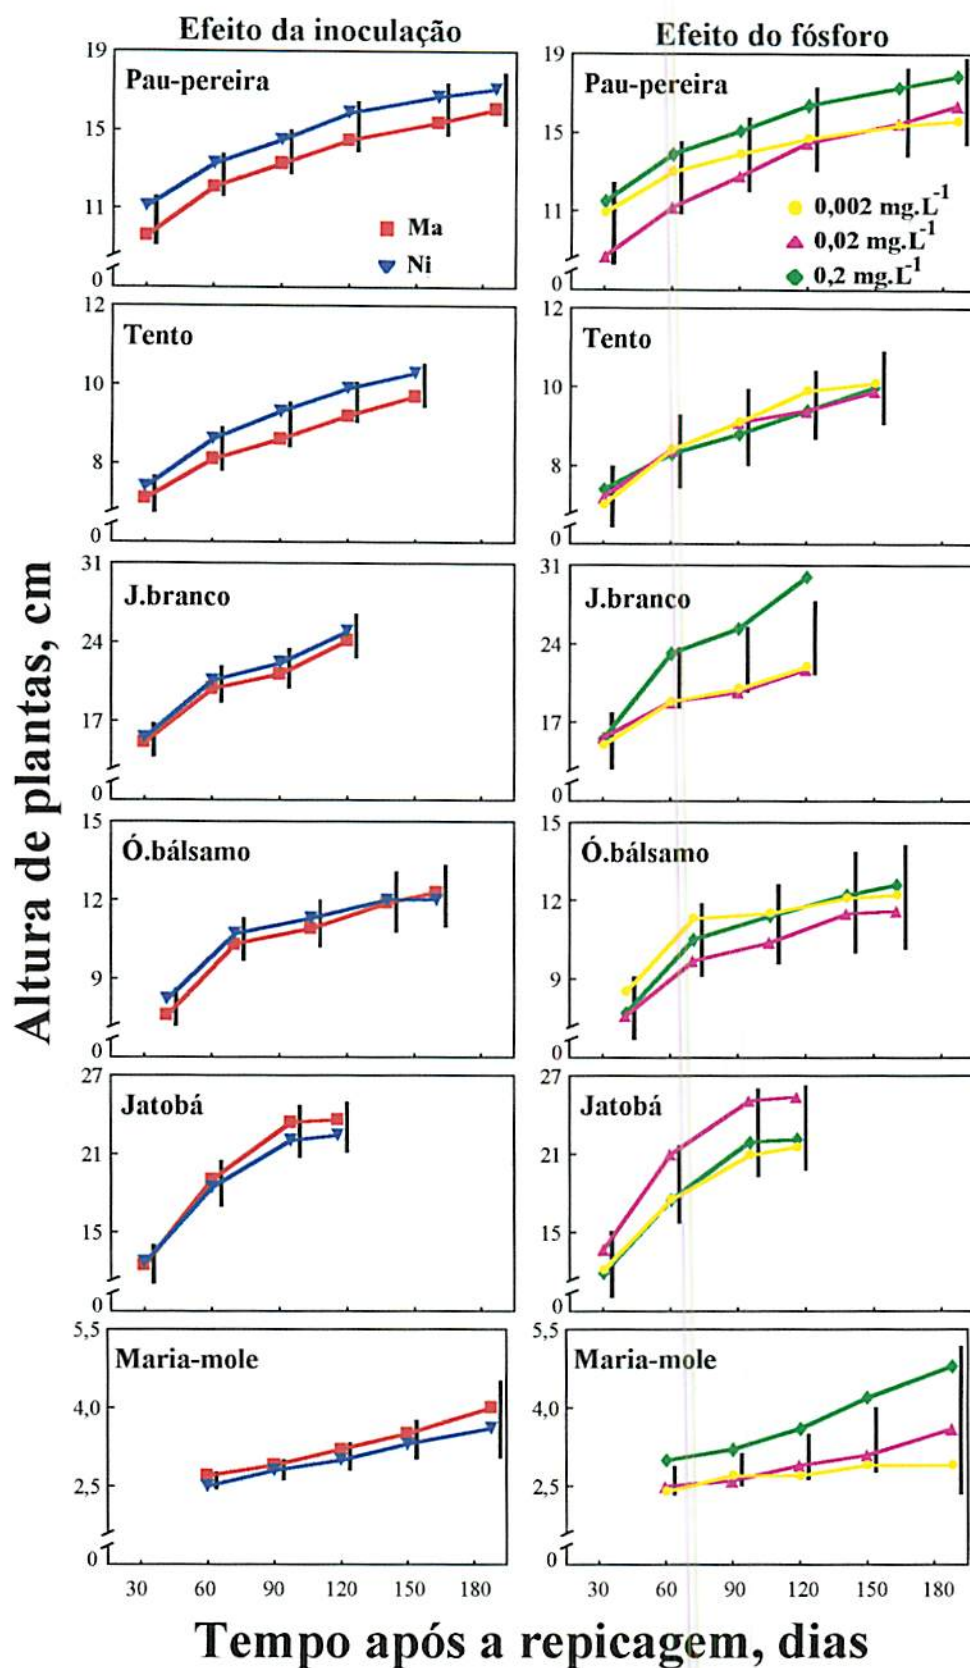 Efeito da inoculação
Efeito do fósforo
Altura de plantas, cm
19
15
11
0
Pau-pereira
Ma
Ni
19
15
11
0
Pau-pereira
0,002 mg.L-1
0,02 mg.L-1
0,2 mg.L-1
12
10
8
0
Tento
12
10
8
0
Tento
31
24
17
0
J.branco
31
24
17
0
J.branco
15
12
9
0
Ó.bálsamo
15
12
9
0
Ó.bálsamo
27
21
15
0
Jatobá
27
21
15
0
Jatobá
5,5
4,0
2,5
0
Maria-mole
5,5
4,0
2,5
0
Maria-mole
30 60 90 120 150 180
30 60 90 120 150 180
Tempo após a repicagem, dias